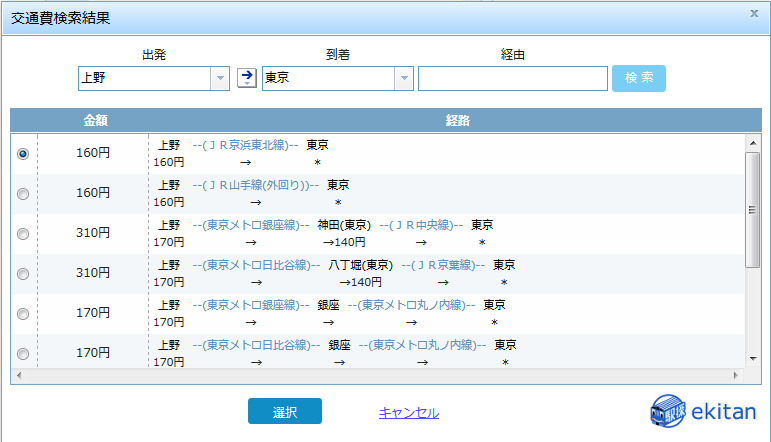 交通費検索結果 x
出発 到着 経由
上野 → 東京 検 索
金額 経路
160円 上野 --(ＪＲ京浜東北線)-- 東京
160円 → *
160円 上野 --(ＪＲ山手線(外回り))-- 東京
160円 → *
310円 上野 --(東京メトロ銀座線)-- 神田(東京) --(ＪＲ中央線)-- 東京
170円 → →140円 → *
310円 上野 --(東京メトロ日比谷線)-- 八丁堀(東京) --(ＪＲ京葉線)-- 東京
170円 → →140円 → *
170円 上野 --(東京メトロ銀座線)-- 銀座 --(東京メトロ丸ノ内線)-- 東京
170円 → → → *
170円 上野 --(東京メトロ日比谷線)-- 銀座 --(東京メトロ丸ノ内線)-- 東京
170円 → → → *
選択 キャンセル 駅探 ekitan